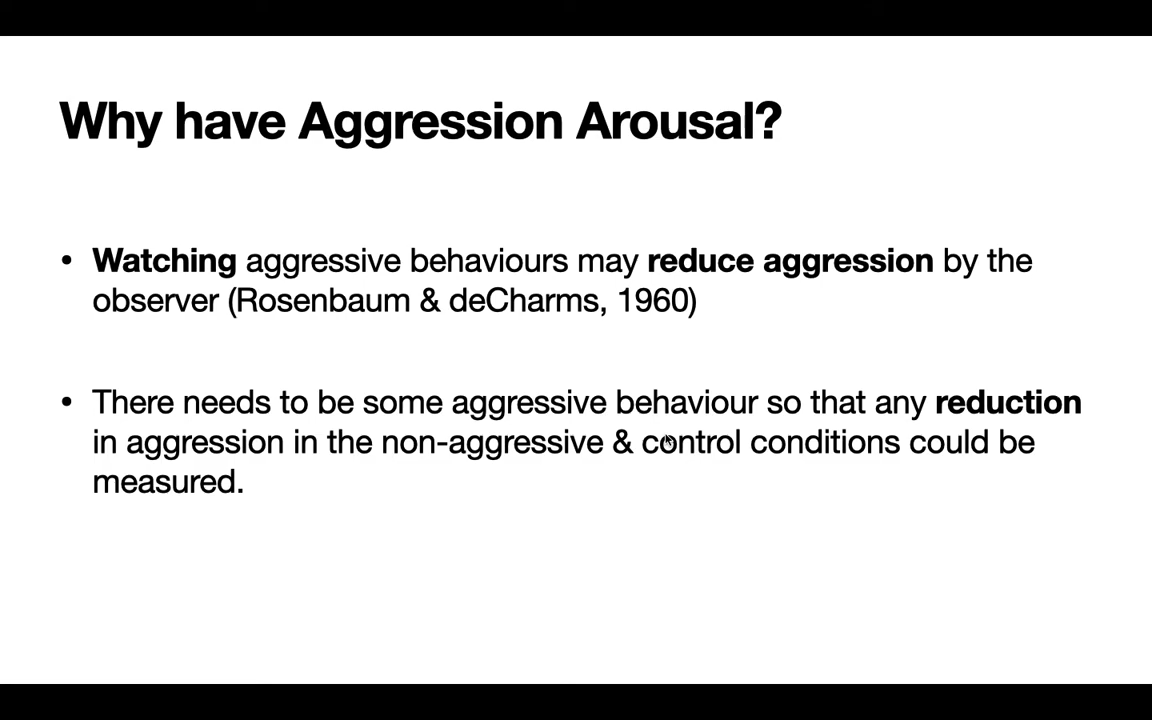 Why have Aggression Arousal?
• Watching aggressive behaviours may reduce aggression by the
observer (Rosenbaum & deCharms, 1960)
• There needs to be some aggressive behaviour so that any reduction
in aggression in the non-aggressive & control conditions could be
measured.